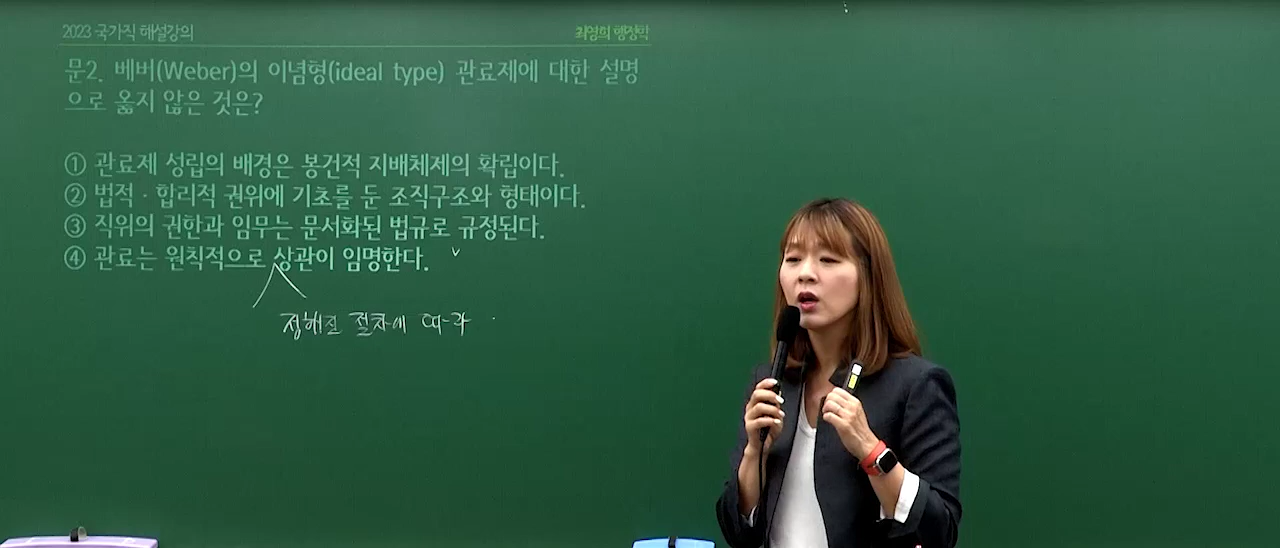 2023 국가직 해설강의
최영희 행정학
문2. 베버(Weber)의 이념형(ideal type) 관료제에 대한 설명
으로 옳지 않은 것은?
① 관료제 성립의 배경은 봉건적 지배체제의 확립이다.
② 법적·합리적 권위에 기초를 둔 조직구조와 형태이다.
③ 직위의 권한과 임무는 문서화된 법규로 규정된다.
④ 관료는 원칙적으로 상관이 임명한다.
정해진 절차에 따라